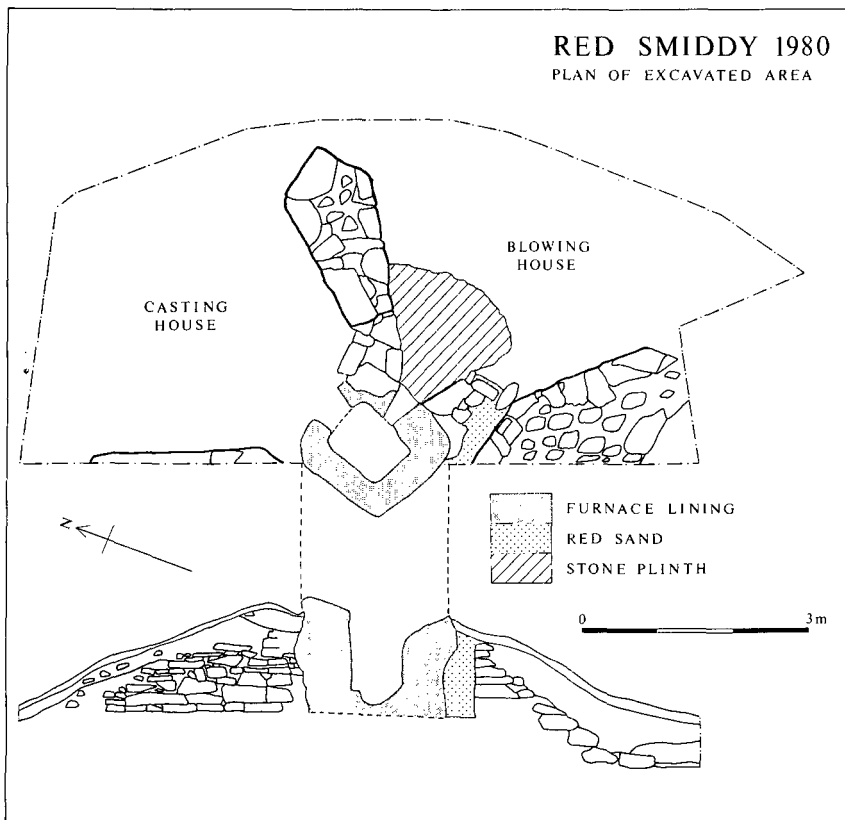 RED SMIDDY 1980
PLAN OF EXCAVATED AREA
BLOWING
HOUSE
CASTING
HOUSE
N
FURNACE LINING
RED SAND
STONE PLINTH
0 3m